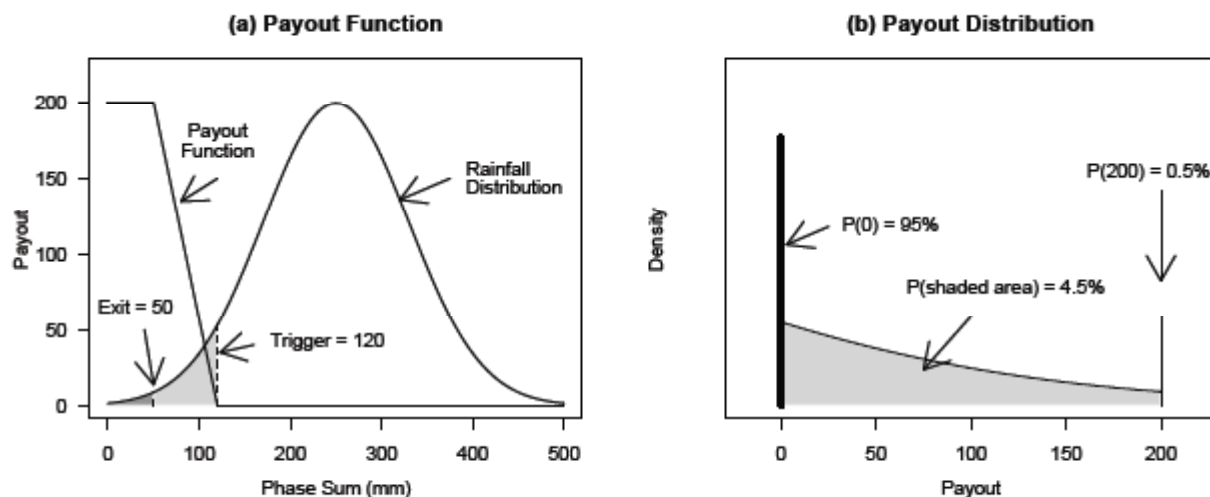 (a) Payout Function
200
150
100
50
0
Payout
Payout
Function
Rainfall
Distribution
Exit = 50
Trigger = 120
0 100 200 300 400 500
Phase Sum (mm)
(b) Payout Distribution
Density
P(200) = 0.5%
P(0) = 95%
P(shaded area) = 4.5%
0 50 100 150 200
Payout